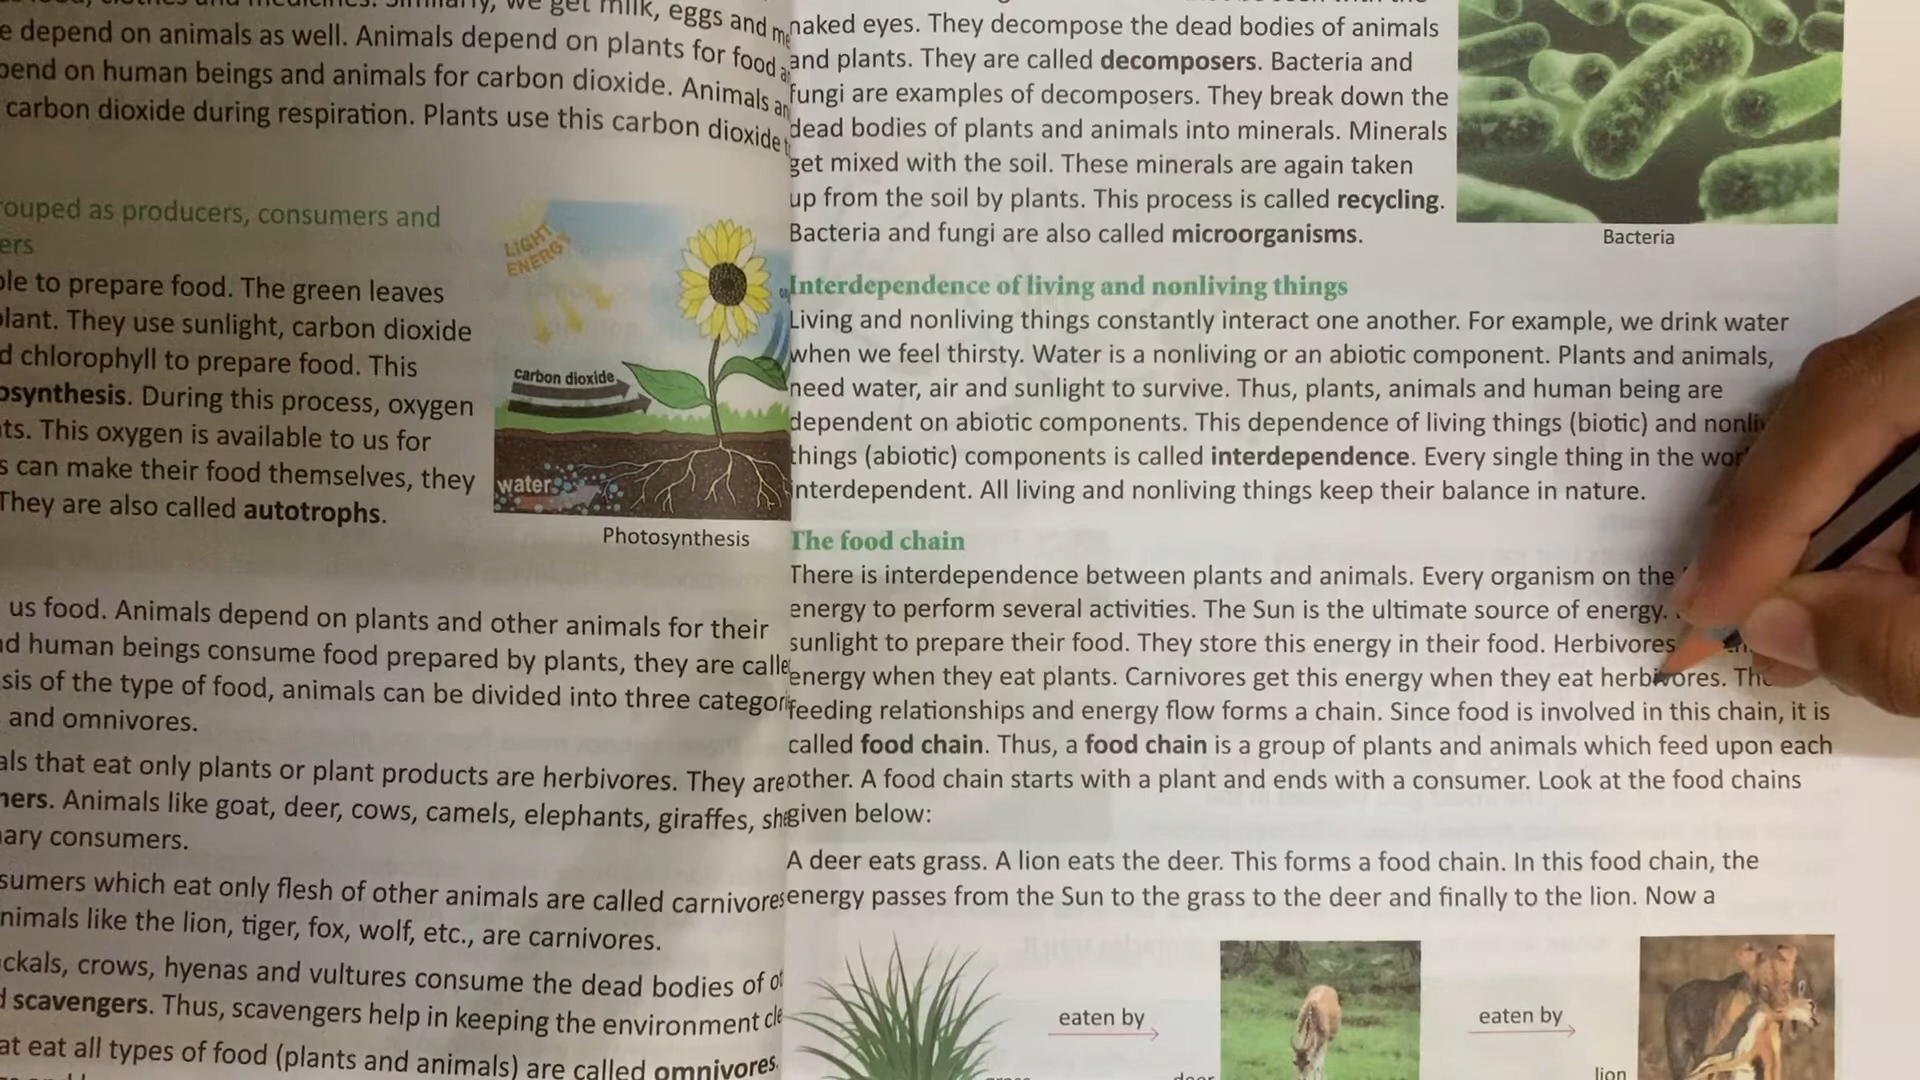 we get milk, eggs and
e depend on animals as well. Animals depend on plants for food
pend on human beings and animals for carbon dioxide. Animals
carbon dioxide during respiration. Plants use this carbon dioxide
rouped as producers, consumers and
ers
ble to prepare food. The green leaves
plant. They use sunlight, carbon dioxide
d chlorophyll to prepare food. This
osynthesis. During this process, oxygen
ts. This oxygen is available to us for
s can make their food themselves, they
They are also called autotrophs.
LIGHT
ENERGY
carbon dioxide
water
Photosynthesis
us food. Animals depend on plants and other animals for their
nd human beings consume food prepared by plants, they are calle
sis of the type of food, animals can be divided into three categori
and omnivores.
als that eat only plants or plant products are herbivores. They are
mers. Animals like goat, deer, cows, camels, elephants, giraffes,
mary consumers.
sumers which eat only flesh of other animals are called carnivores
nimals like the lion, tiger, fox, wolf, etc., are carnivores.
ackals, crows, hyenas and vultures consume the dead bodies of
d scavengers. Thus, scavengers help in keeping the environment
at eat all types of food (plants and animals) are called omnivores.
naked eyes. They decompose the dead bodies of animals
and plants. They are called decomposers. Bacteria and
fungi are examples of decomposers. They break down the
dead bodies of plants and animals into minerals. Minerals
get mixed with the soil. These minerals are again taken
up from the soil by plants. This process is called recycling.
Bacteria and fungi are also called microorganisms.
Bacteria
Interdependence of living and nonliving things
Living and nonliving things constantly interact one another. For example, we drink water
when we feel thirsty. Water is a nonliving or an abiotic component. Plants and animals,
need water, air and sunlight to survive. Thus, plants, animals and human being are
dependent on abiotic components. This dependence of living things (biotic) and nonliv
things (abiotic) components is called interdependence. Every single thing in the wor
interdependent. All living and nonliving things keep their balance in nature.
The food chain
There is interdependence between plants and animals. Every organism on the
energy to perform several activities. The Sun is the ultimate source of energy.
sunlight to prepare their food. They store this energy in their food. Herbivores
energy when they eat plants. Carnivores get this energy when they eat herbivores. The
feeding relationships and energy flow forms a chain. Since food is involved in this chain, it is
called food chain. Thus, a food chain is a group of plants and animals which feed upon each
other. A food chain starts with a plant and ends with a consumer. Look at the food chains
given below:
A deer eats grass. A lion eats the deer. This forms a food chain. In this food chain, the
energy passes from the Sun to the grass to the deer and finally to the lion. Now a
eaten by
eaten by
deer
lion